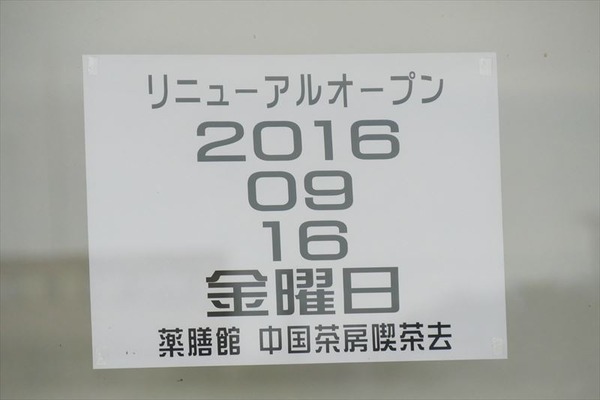 リニューアルオープン
2016
09
16
金曜日
薬膳館 中国茶房喫茶去